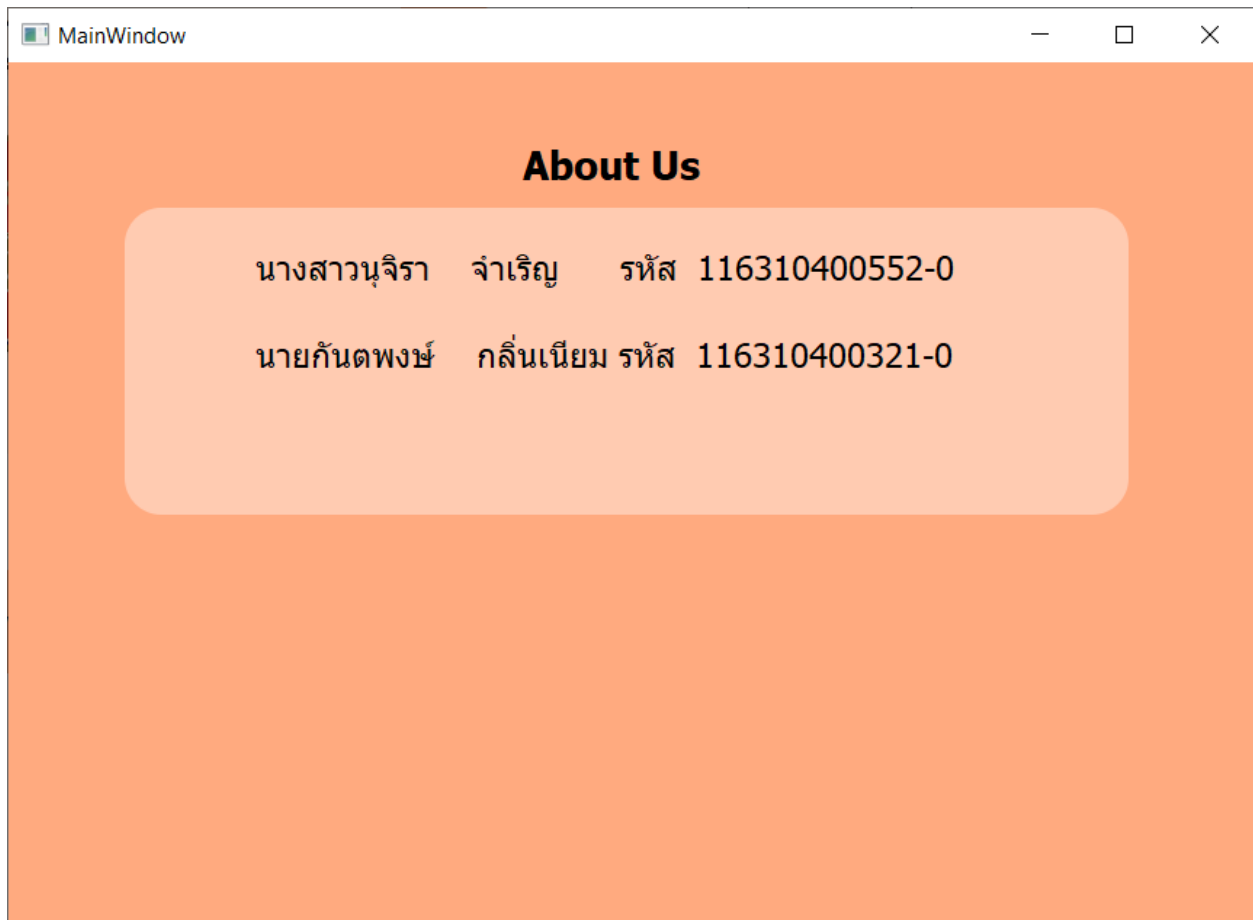 MainWindow
About Us
นางสาวนุจิรา จำเริญ รหัส 116310400552-0
นายกันตพงษ์ กลิ่นเนียม รหัส 116310400321-0